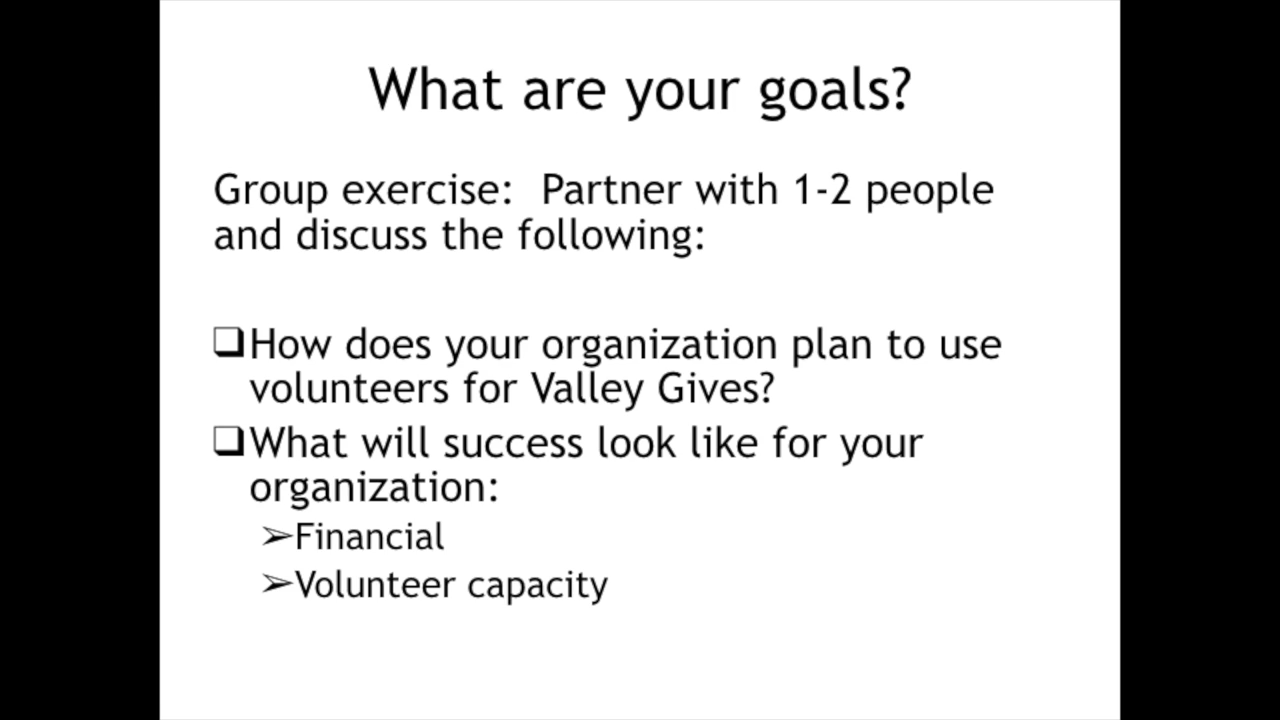 What are your goals?
Group exercise:  Partner with 1-2 people
and discuss the following:
❑How does your organization plan to use
volunteers for Valley Gives?
❑What will success look like for your
organization:
➢Financial
➢Volunteer capacity